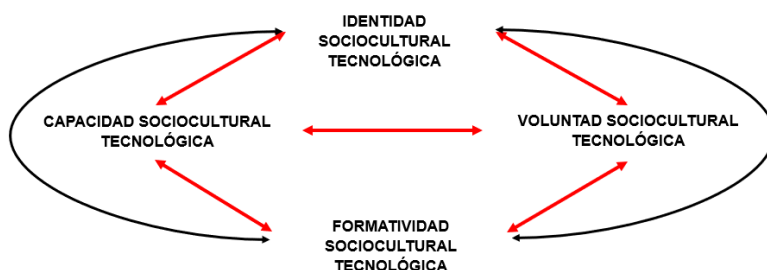 IDENTIDAD
SOCIOCULTURAL
TECNOLÓGICA
CAPACIDAD SOCIOCULTURAL
TECNOLÓGICA
VOLUNTAD SOCIOCULTURAL
TECNOLÓGICA
FORMATIVIDAD
SOCIOCULTURAL
TECNOLÓGICA